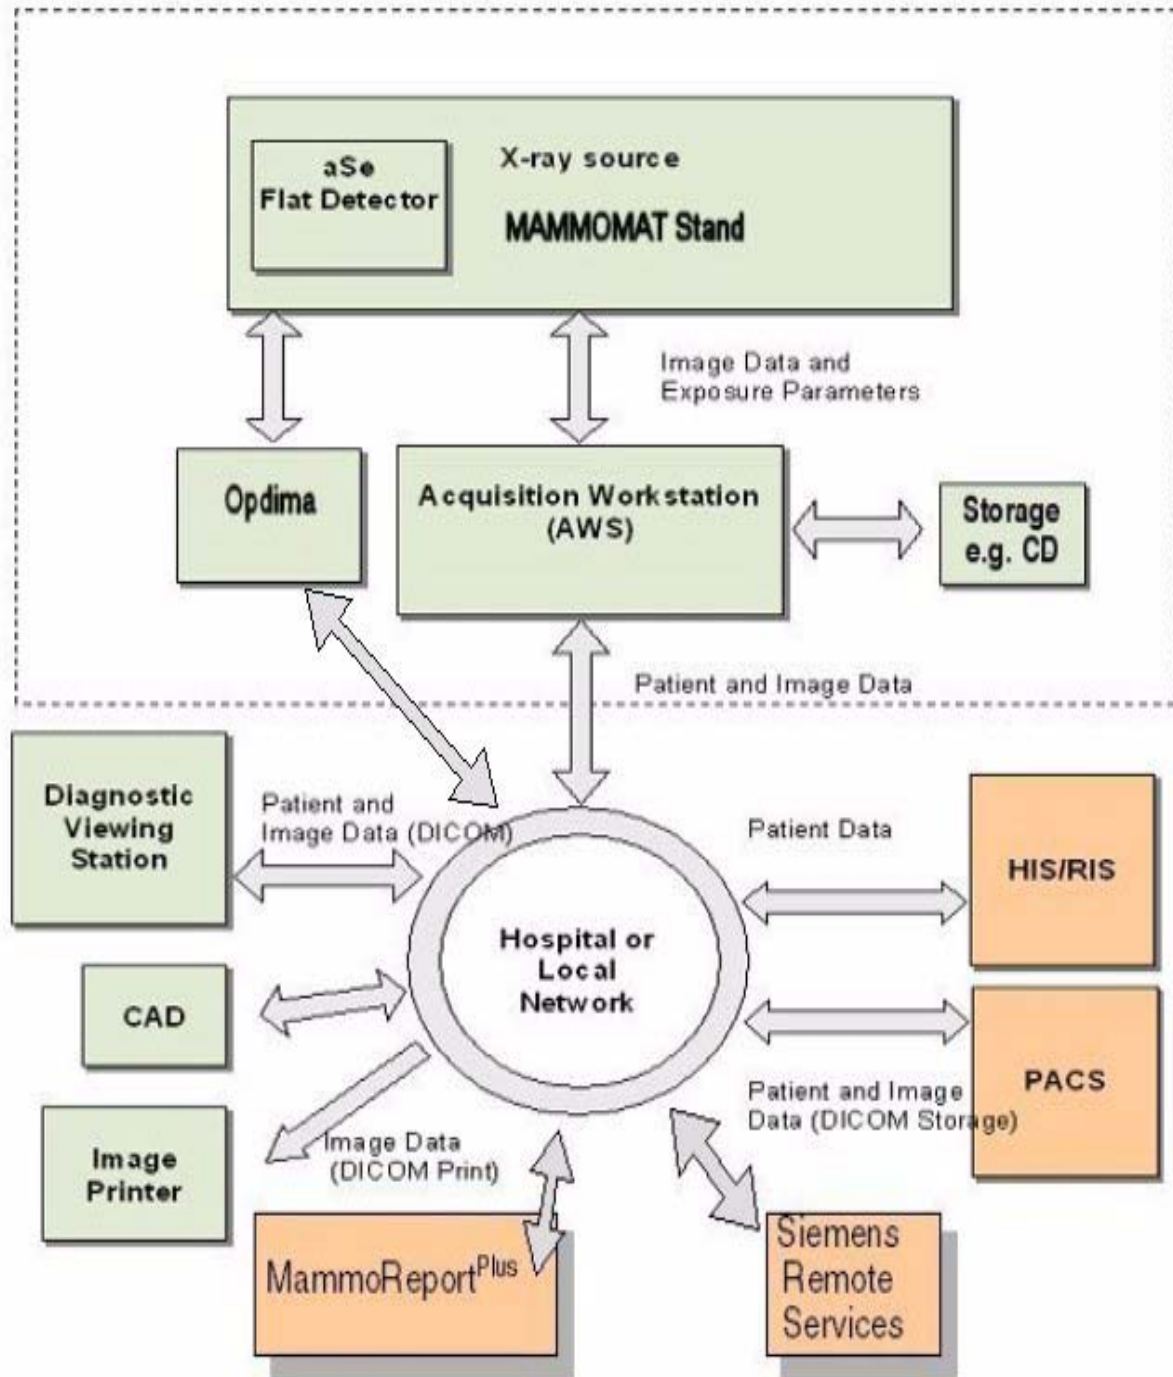 aSe
Flat Detector
X-ray source
MAMMOMAT Stand
Image Data and
Exposure Parameters
Opdima
Acquisition Workstation
(AWS)
Storage
e.g. CD
Patient and Image Data
Diagnostic
Viewing
Station
Patient and
Image Data (DICOM)
Patient Data
HIS/RIS
Hospital or
Local
Network
CAD
PACS
Patient and Image
Data (DICOM Storage)
Image
Printer
Image Data
(DICOM Print)
MammoReportPlus
Siemens
Remote
Services